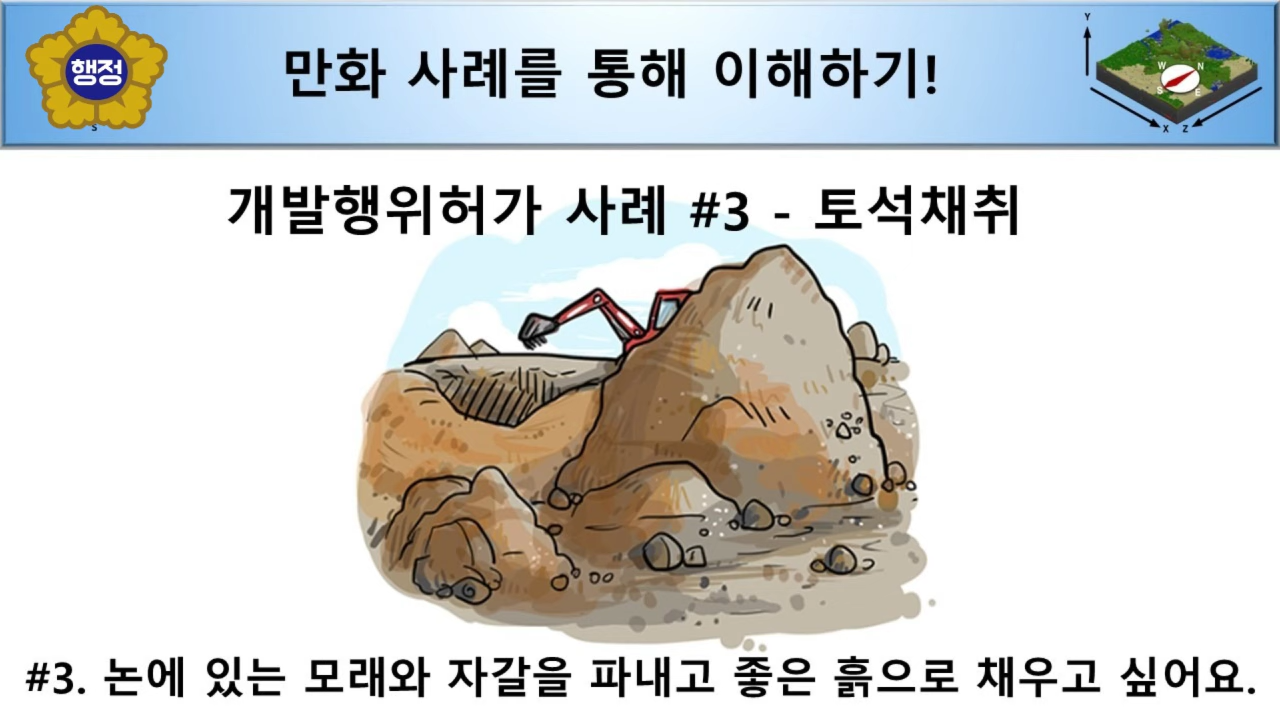 행정
S
만화 사례를 통해 이해하기!
Y
W N
S E
X Z
개발행위허가 사례 #3 - 토석채취
#3. 논에 있는 모래와 자갈을 파내고 좋은 흙으로 채우고 싶어요.